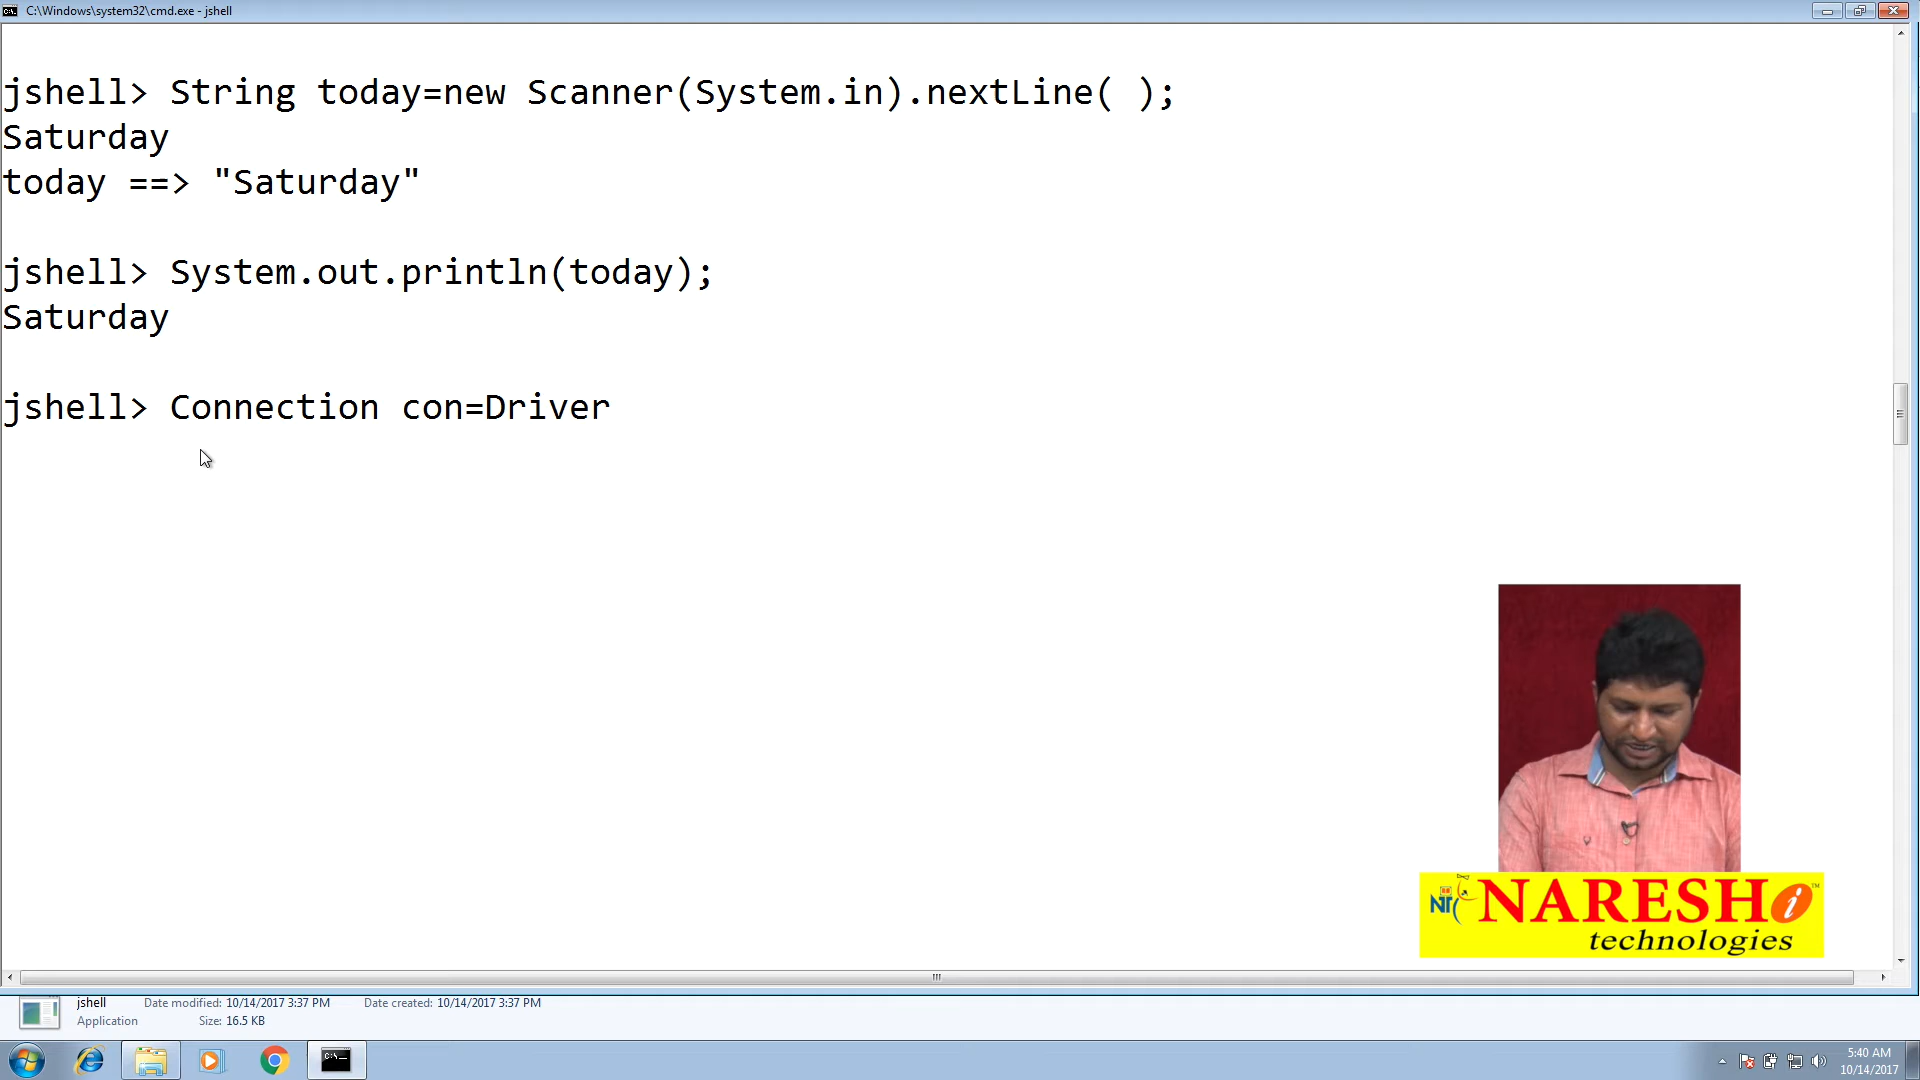 C:\Windows\system32\cmd.exe - jshell
jshell> String today=new Scanner(System.in).nextLine( );
Saturday
today ==> "Saturday"
jshell> System.out.println(today);
Saturday
jshell> Connection con=Driver
NARESH i
technologies
jshell Date modified: 10/14/2017 3:37 PM Date created: 10/14/2017 3:37 PM
Application Size: 16.5 KB
5:40 AM
10/14/2017